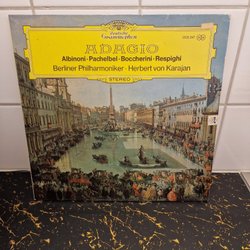 Deutsche
Grammophon
ADAGIO
Albinoni · Pachelbel · Boccherini · Respighi
Berliner Philharmoniker · Herbert von Karajan
STEREO